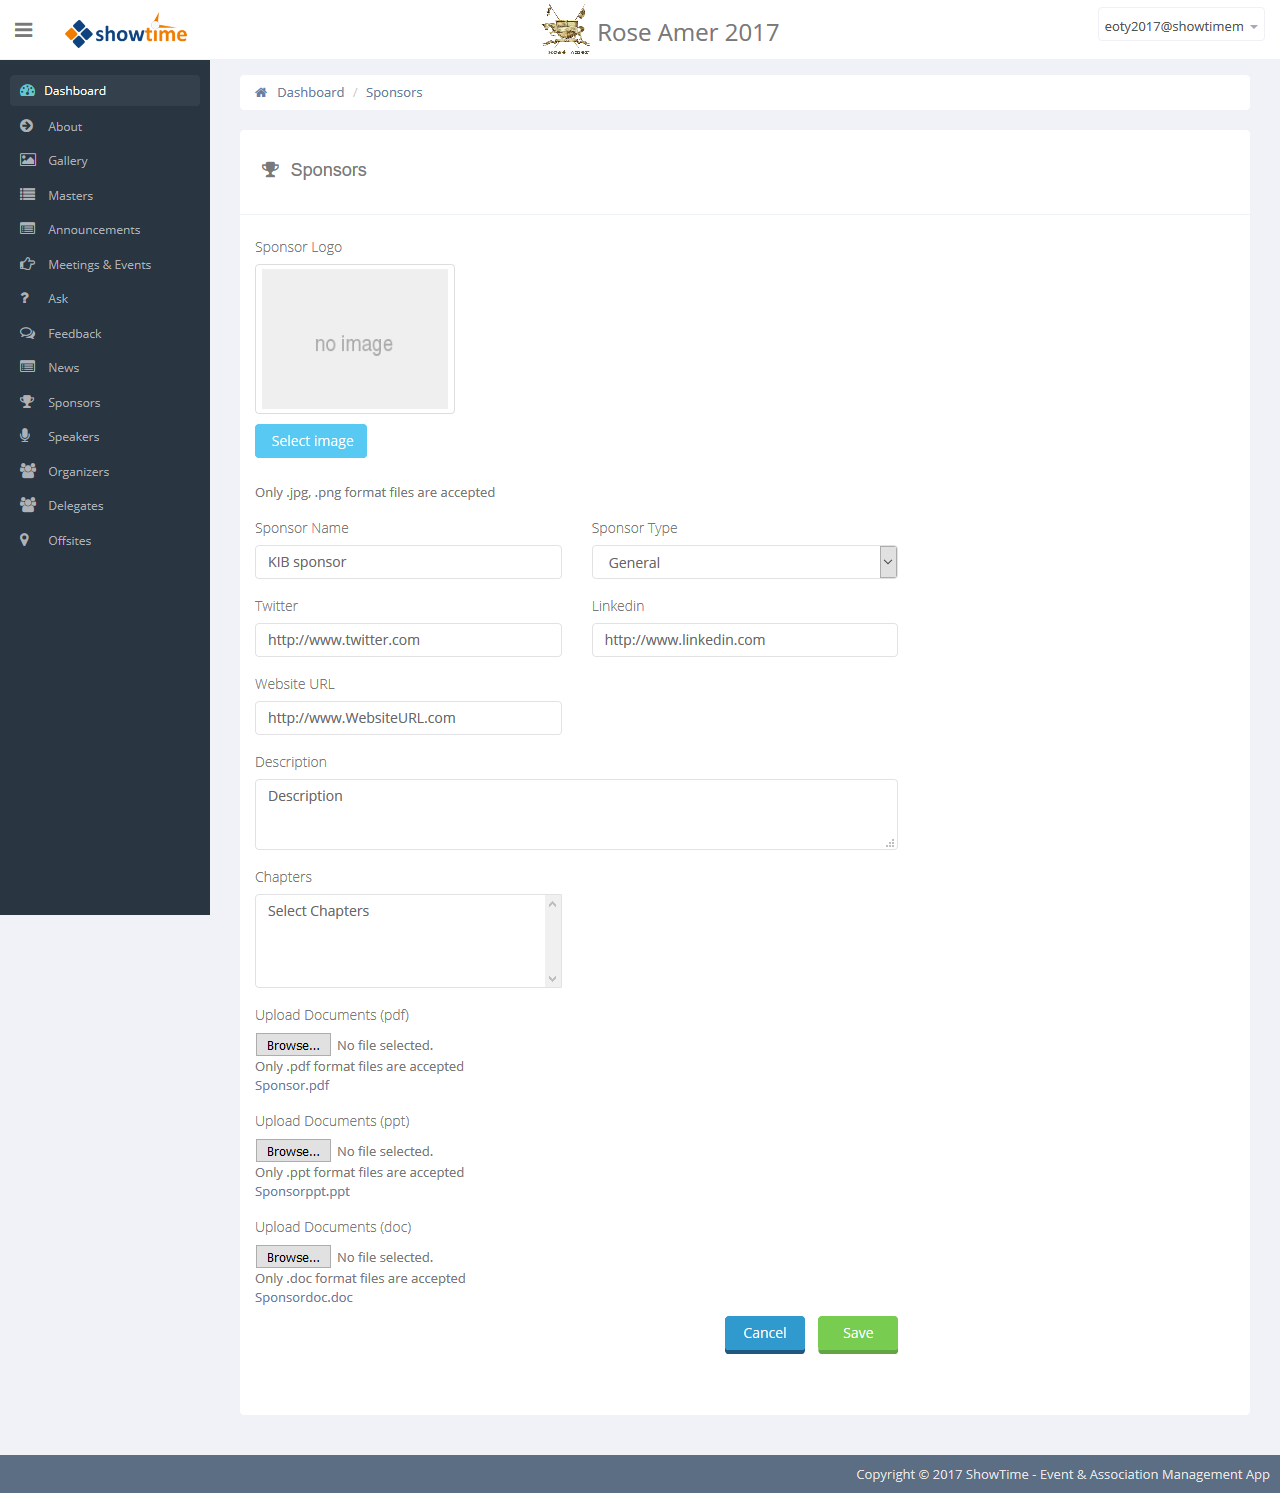 showtime
Rose Amer 2017
eoty2017@showtimem
Dashboard
About
Gallery
Masters
Announcements
Meetings & Events
Ask
Feedback
News
Sponsors
Speakers
Organizers
Delegates
Offsites
Dashboard / Sponsors
Sponsors
Sponsor Logo
no image
Select image
Only .jpg, .png format files are accepted
Sponsor Name
Sponsor Type
KIB sponsor
General
Twitter
Linkedin
http://www.twitter.com
http://www.linkedin.com
Website URL
http://www.WebsiteURL.com
Description
Description
Chapters
Select Chapters
Upload Documents (pdf)
Browse... No file selected.
Only .pdf format files are accepted
Sponsor.pdf
Upload Documents (ppt)
Browse... No file selected.
Only .ppt format files are accepted
Sponsorppt.ppt
Upload Documents (doc)
Browse... No file selected.
Only .doc format files are accepted
Sponsordoc.doc
Cancel
Save
Copyright © 2017 ShowTime - Event & Association Management App